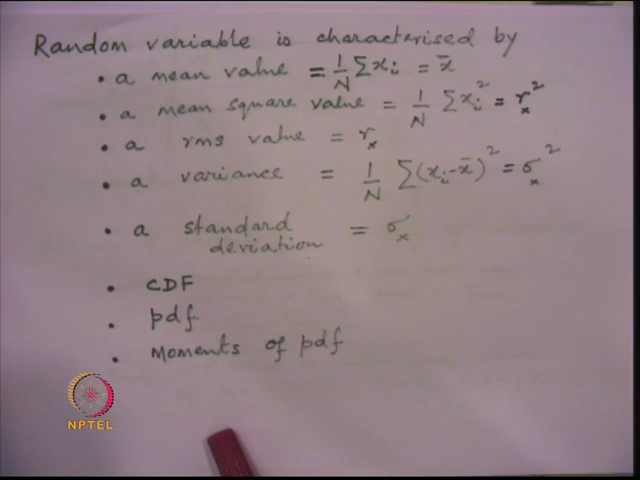 Random variable is characterised by
• a mean value = 1/N Σxᵢ = x̄
• a mean square value = 1/N Σxᵢ² = rₓ²
• a rms value = rₓ
• a variance = 1/N Σ(xᵢ-x̄)² = σₓ²
• a standard deviation = σₓ
• CDF
• pdf
• Moments of pdf
NPTEL